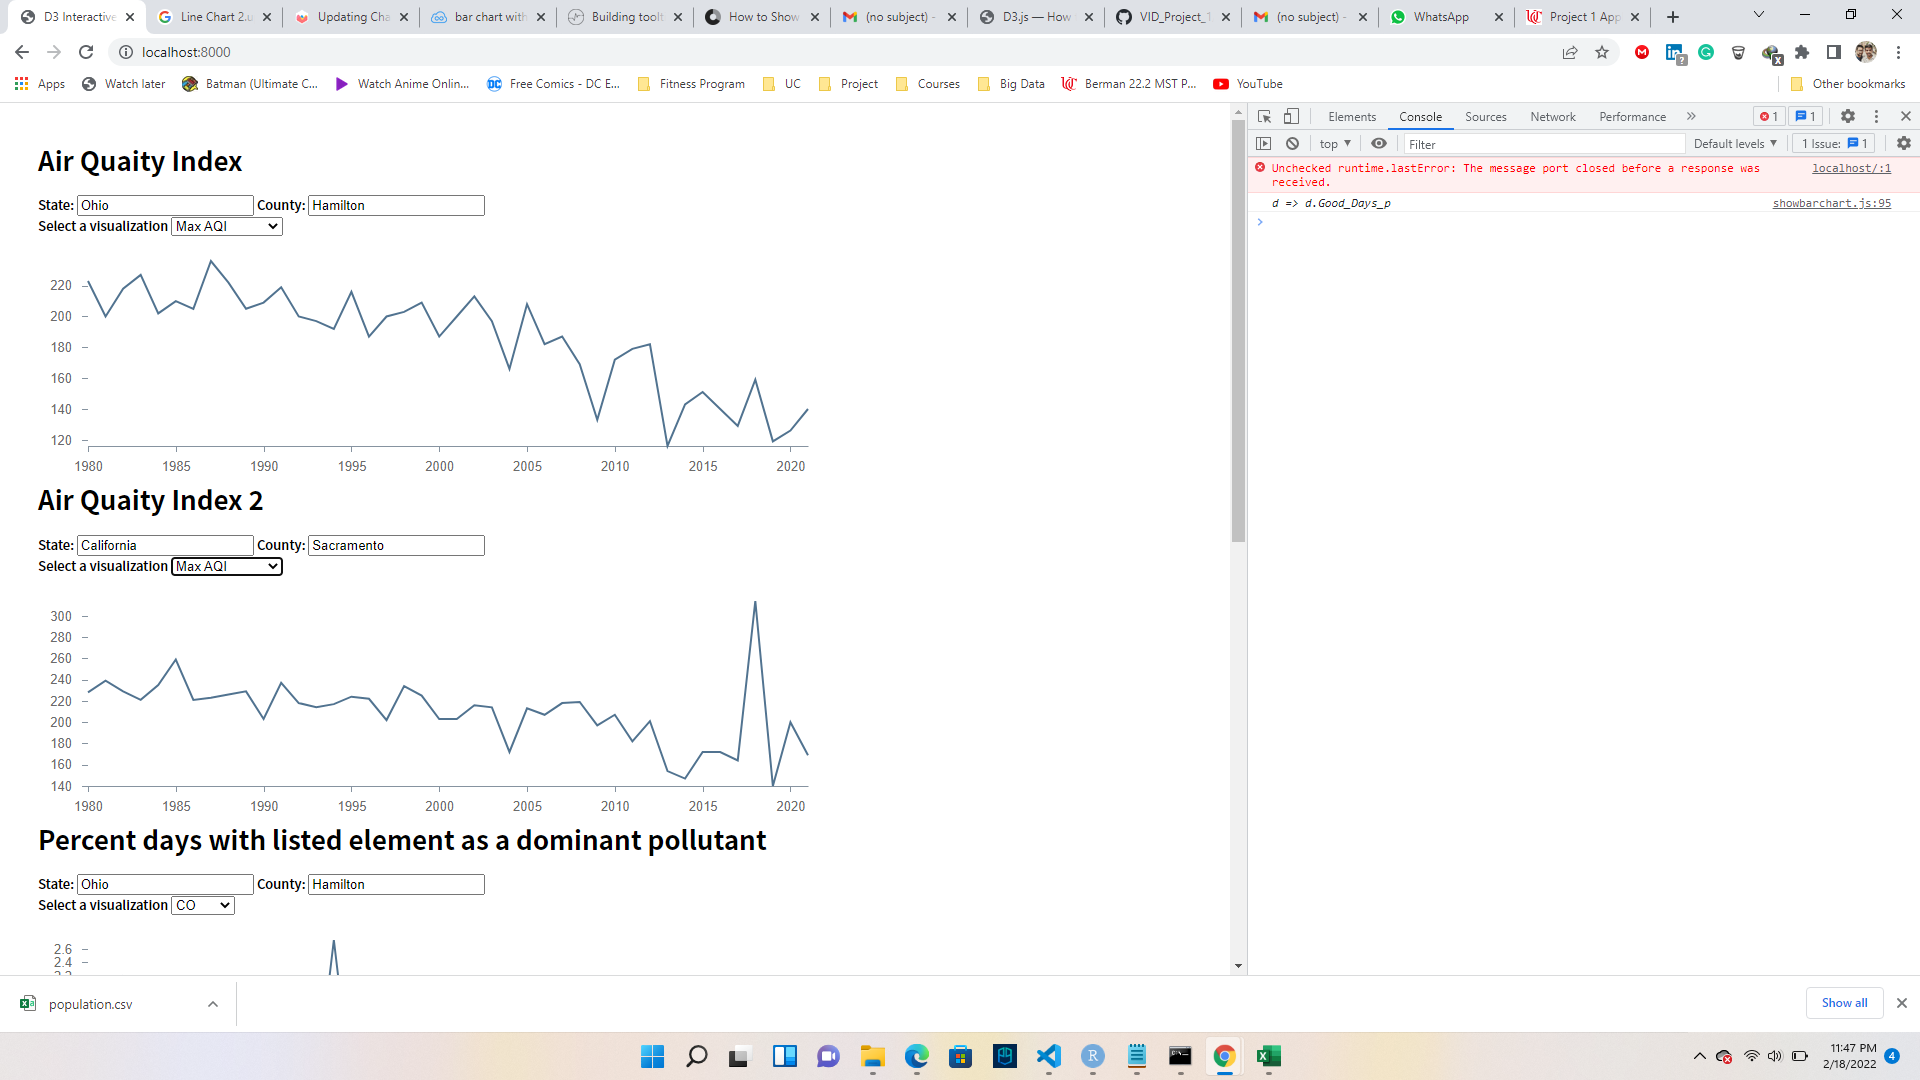 D3 Interactive
Line Chart 2.u
Updating Cha
bar chart with
Building toolt
How to Show
(no subject) -
D3.js — How
VID_Project_1
(no subject) -
WhatsApp
Project 1 App
localhost:8000
Apps
Watch later
Batman (Ultimate C...
Watch Anime Onlin...
Free Comics - DC E...
Fitness Program
UC
Project
Courses
Big Data
Berman 22.2 MST P...
YouTube
Other bookmarks
Air Quaity Index
State: Ohio County: Hamilton
Select a visualization Max AQI
220
200
180
160
140
120
1980 1985 1990 1995 2000 2005 2010 2015 2020
Air Quaity Index 2
State: California County: Sacramento
Select a visualization Max AQI
300
280
260
240
220
200
180
160
140
1980 1985 1990 1995 2000 2005 2010 2015 2020
Percent days with listed element as a dominant pollutant
State: Ohio County: Hamilton
Select a visualization CO
2.6
2.4
Elements Console Sources Network Performance 1 1
top Filter Default levels 1 Issue: 1
Unchecked runtime.lastError: The message port closed before a response was localhost/:1
received.
d => d.Good_Days_p showbarchart.js:95
population.csv
Show all
11:47 PM
2/18/2022
4